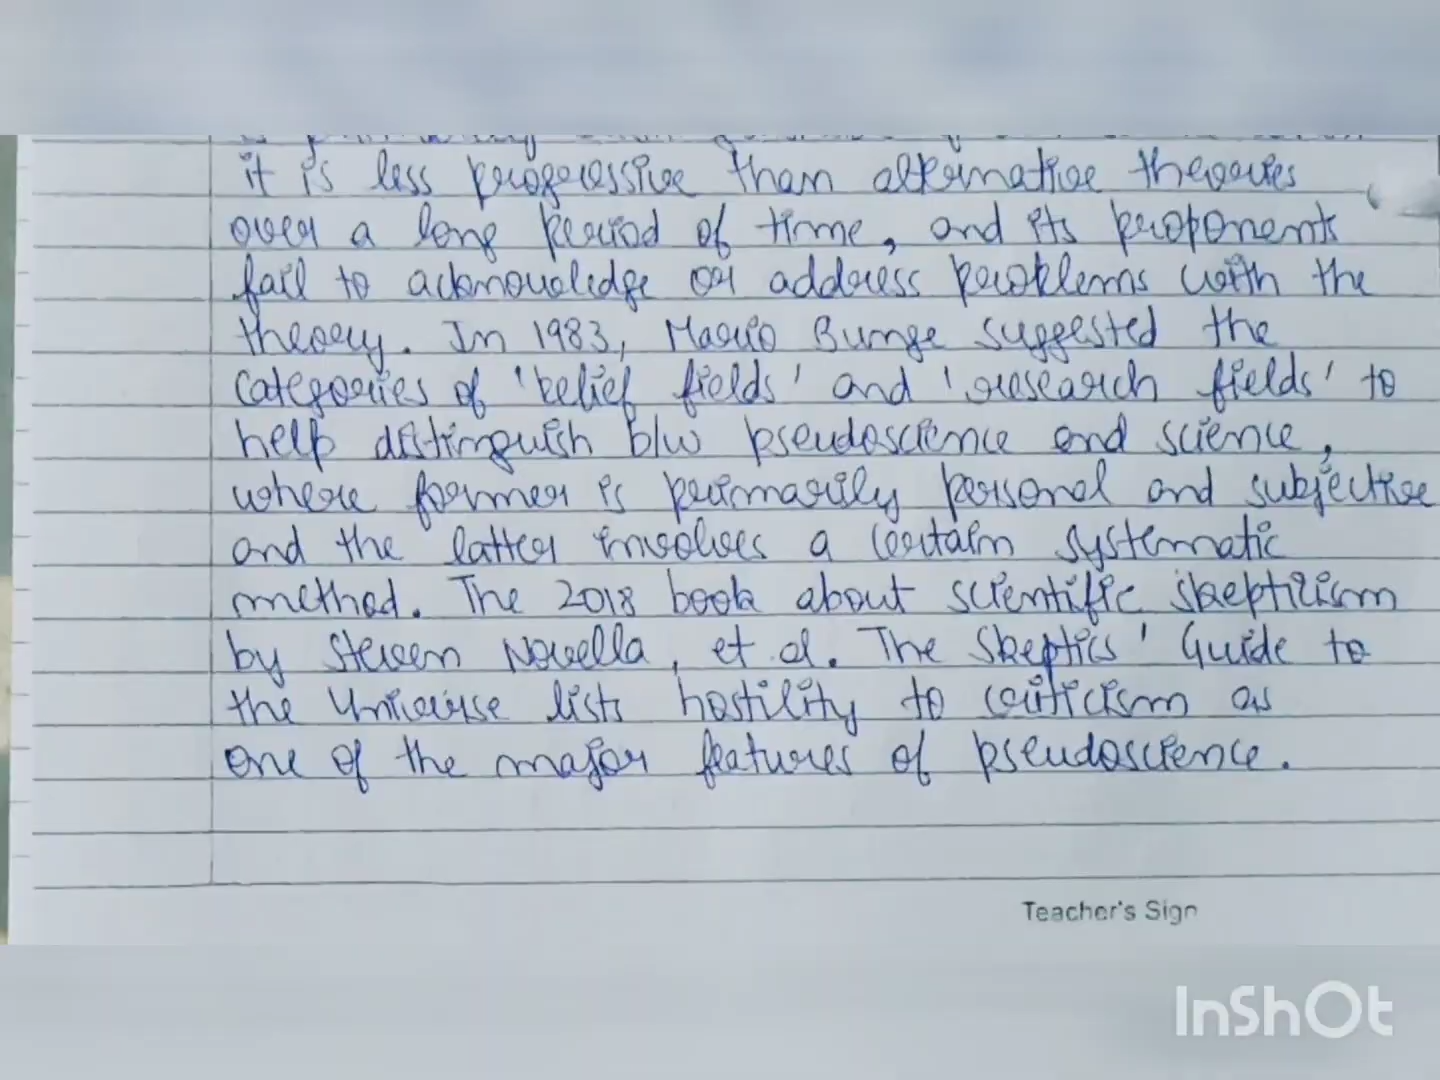 it is less progressive than alternative theories
over a long period of time, and its proponents
fail to acknowledge or address problems with the
theory. In 1983, Mario Bunge suggested the
categories of 'belief fields' and 'research fields' to
help distinguish b/w pseudoscience and science,
where former is primarily personal and subjective
and the latter involves a certain systematic
method. The 2018 book about scientific skepticism
by Steven Novella, et al. The Skeptics' Guide to
the Universe lists hostility to criticism as
one of the major features of pseudoscience.
Teacher's Sign
InShOt